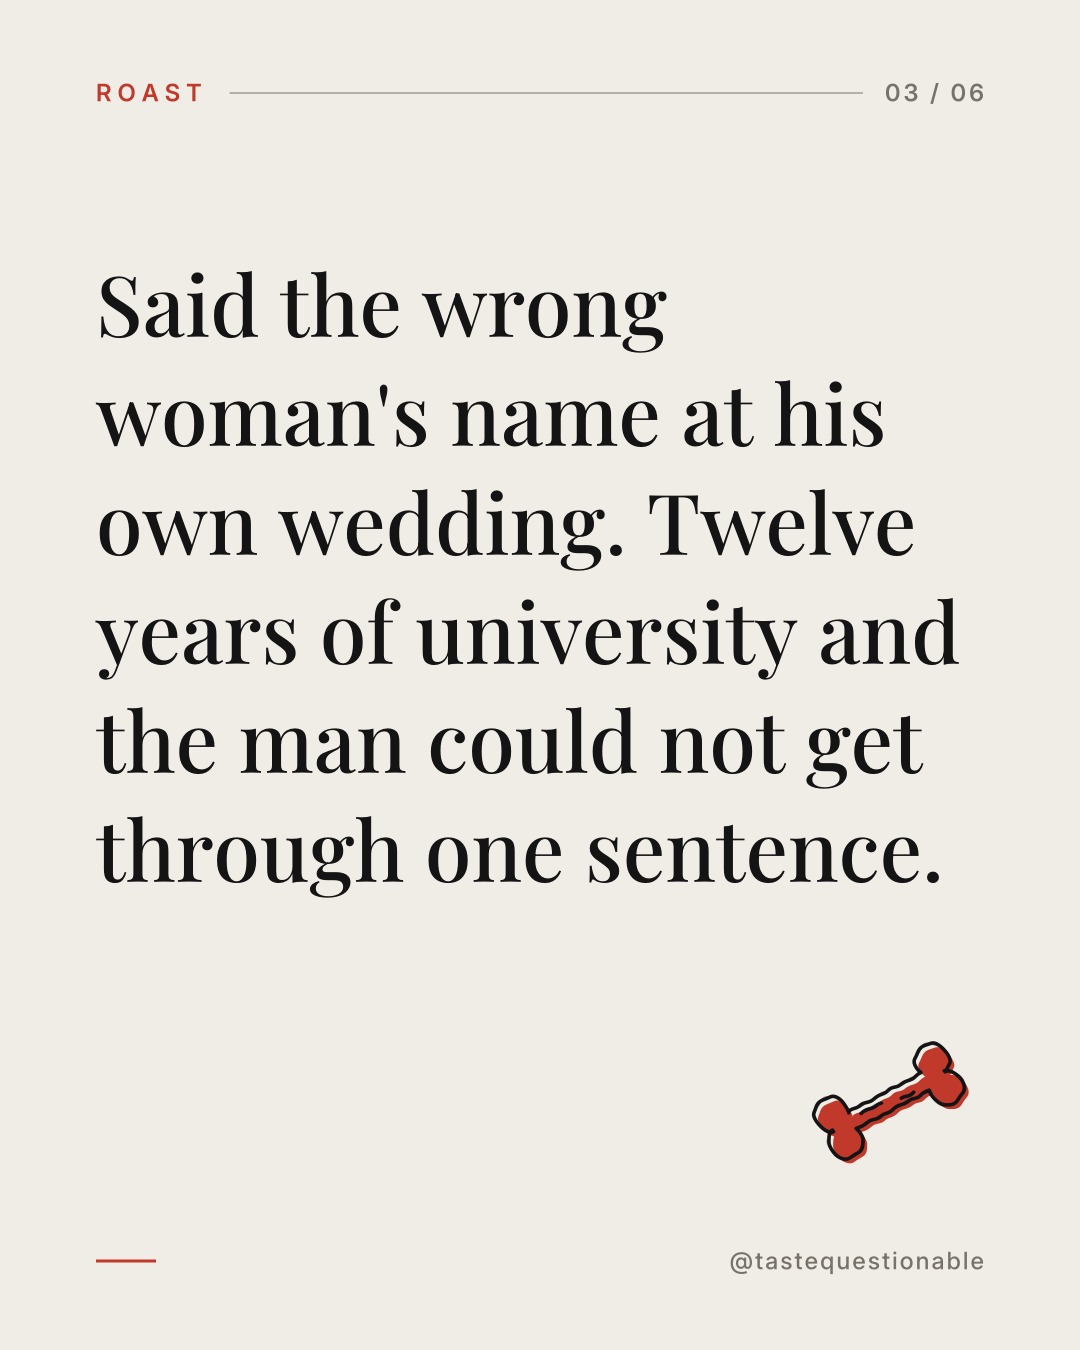 ROAST 03 / 06
Said the wrong
woman's name at his
own wedding. Twelve
years of university and
the man could not get
through one sentence.
@tastequestionable